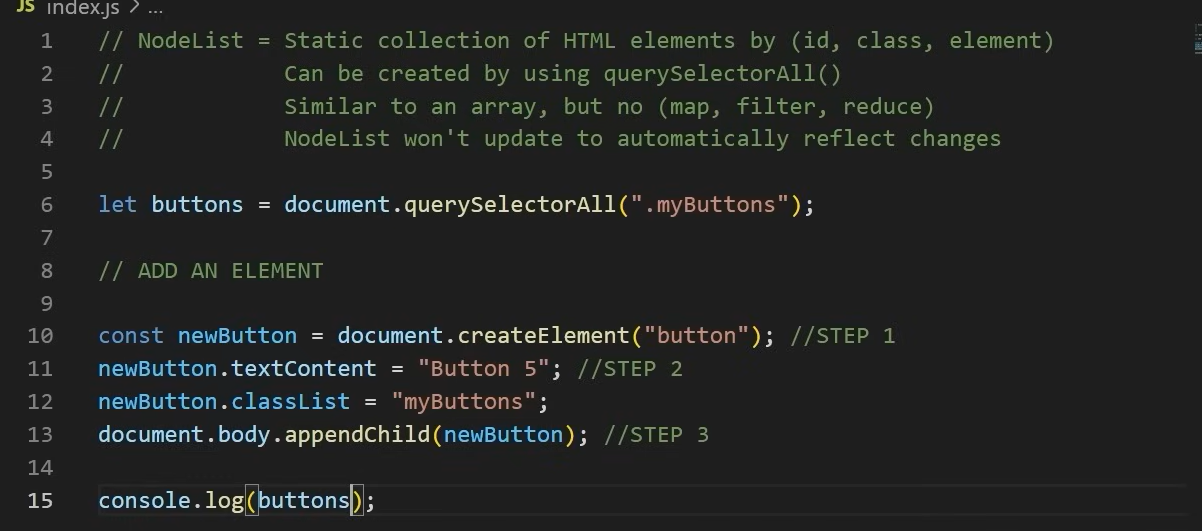 JS index.js > ...
1 // NodeList = Static collection of HTML elements by (id, class, element)
2 //            Can be created by using querySelectorAll()
3 //            Similar to an array, but no (map, filter, reduce)
4 //            NodeList won't update to automatically reflect changes
5
6 let buttons = document.querySelectorAll(".myButtons");
7
8 // ADD AN ELEMENT
9
10 const newButton = document.createElement("button"); //STEP 1
11 newButton.textContent = "Button 5"; //STEP 2
12 newButton.classList = "myButtons";
13 document.body.appendChild(newButton); //STEP 3
14
15 console.log(buttons);